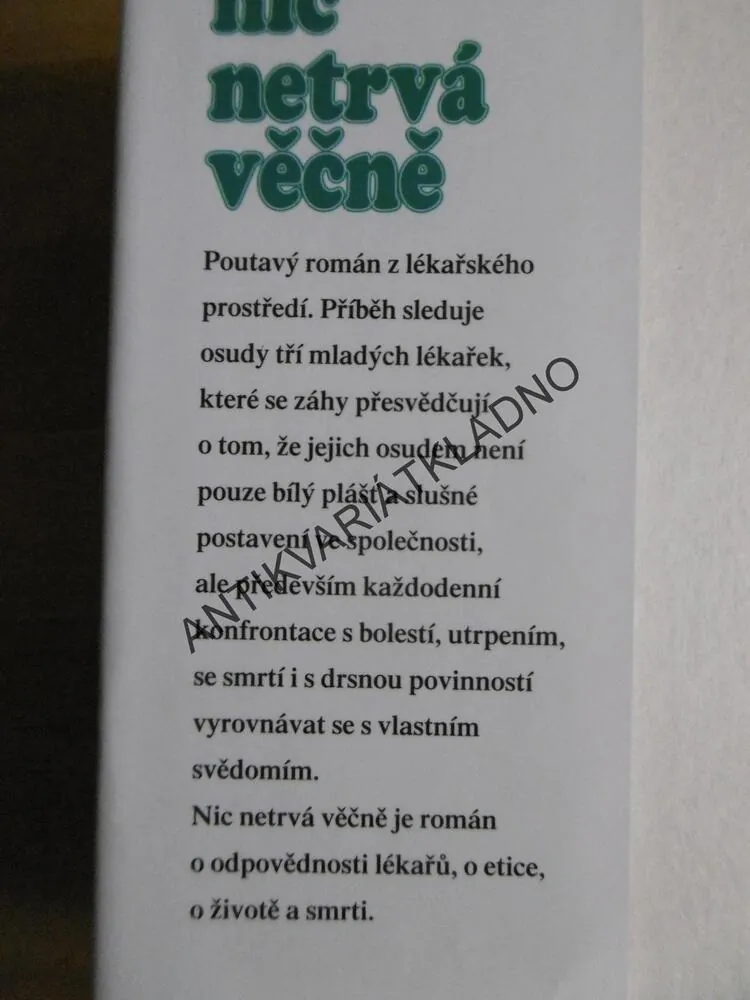 nic
netrvá
věčně
Poutavý román z lékařského
prostředí. Příběh sleduje
osudy tří mladých lékařek,
které se záhy přesvědčují
o tom, že jejich osudem není
pouze bílý plášť a slušné
postavení ve společnosti,
ale především každodenní
konfrontace s bolestí, utrpením,
se smrtí i s drsnou povinností
vyrovnávat se s vlastním
svědomím.
Nic netrvá věčně je román
o odpovědnosti lékařů, o etice,
o životě a smrti.
ANTIKVARIÁTKLADNO